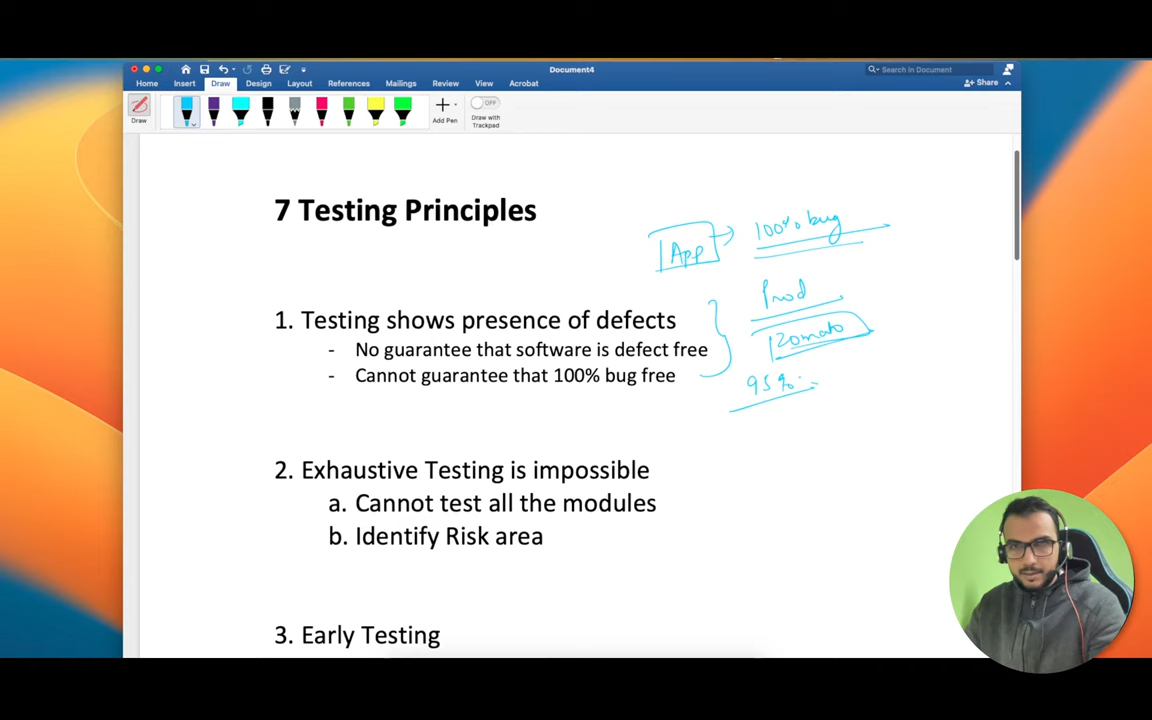 Document4
Search in Document
Home Insert Draw Design Layout References Mailings Review View Acrobat Share
OFF
Draw
Add Pen
Draw with
Trackpad
7 Testing Principles
App
100% bug
Prod
Zomato
95%
1. Testing shows presence of defects
- No guarantee that software is defect free
- Cannot guarantee that 100% bug free
2. Exhaustive Testing is impossible
a. Cannot test all the modules
b. Identify Risk area
3. Early Testing